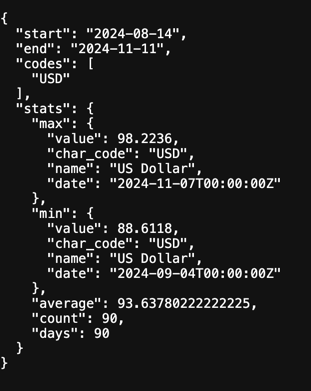 {
  "start": "2024-08-14",
  "end": "2024-11-11",
  "codes": [
    "USD"
  ],
  "stats": {
    "max": {
      "value": 98.2236,
      "char_code": "USD",
      "name": "US Dollar",
      "date": "2024-11-07T00:00:00Z"
    },
    "min": {
      "value": 88.6118,
      "char_code": "USD",
      "name": "US Dollar",
      "date": "2024-09-04T00:00:00Z"
    },
    "average": 93.63780222222225,
    "count": 90,
    "days": 90
  }
}